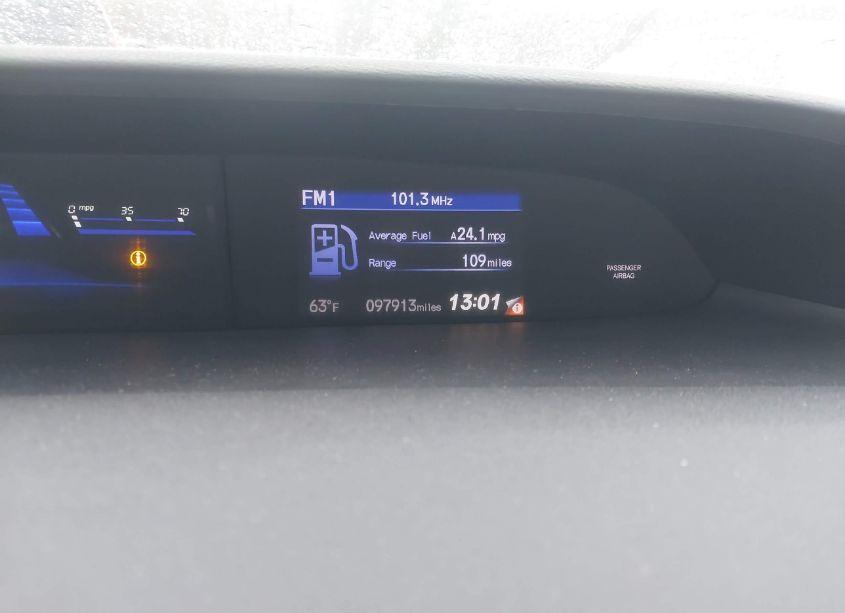 0 mpg 35 70
FM1 101.3 MHz
Average Fuel A24.1 mpg
Range 109 miles
63°F 097913 miles 13:01
PASSENGER
AIRBAG